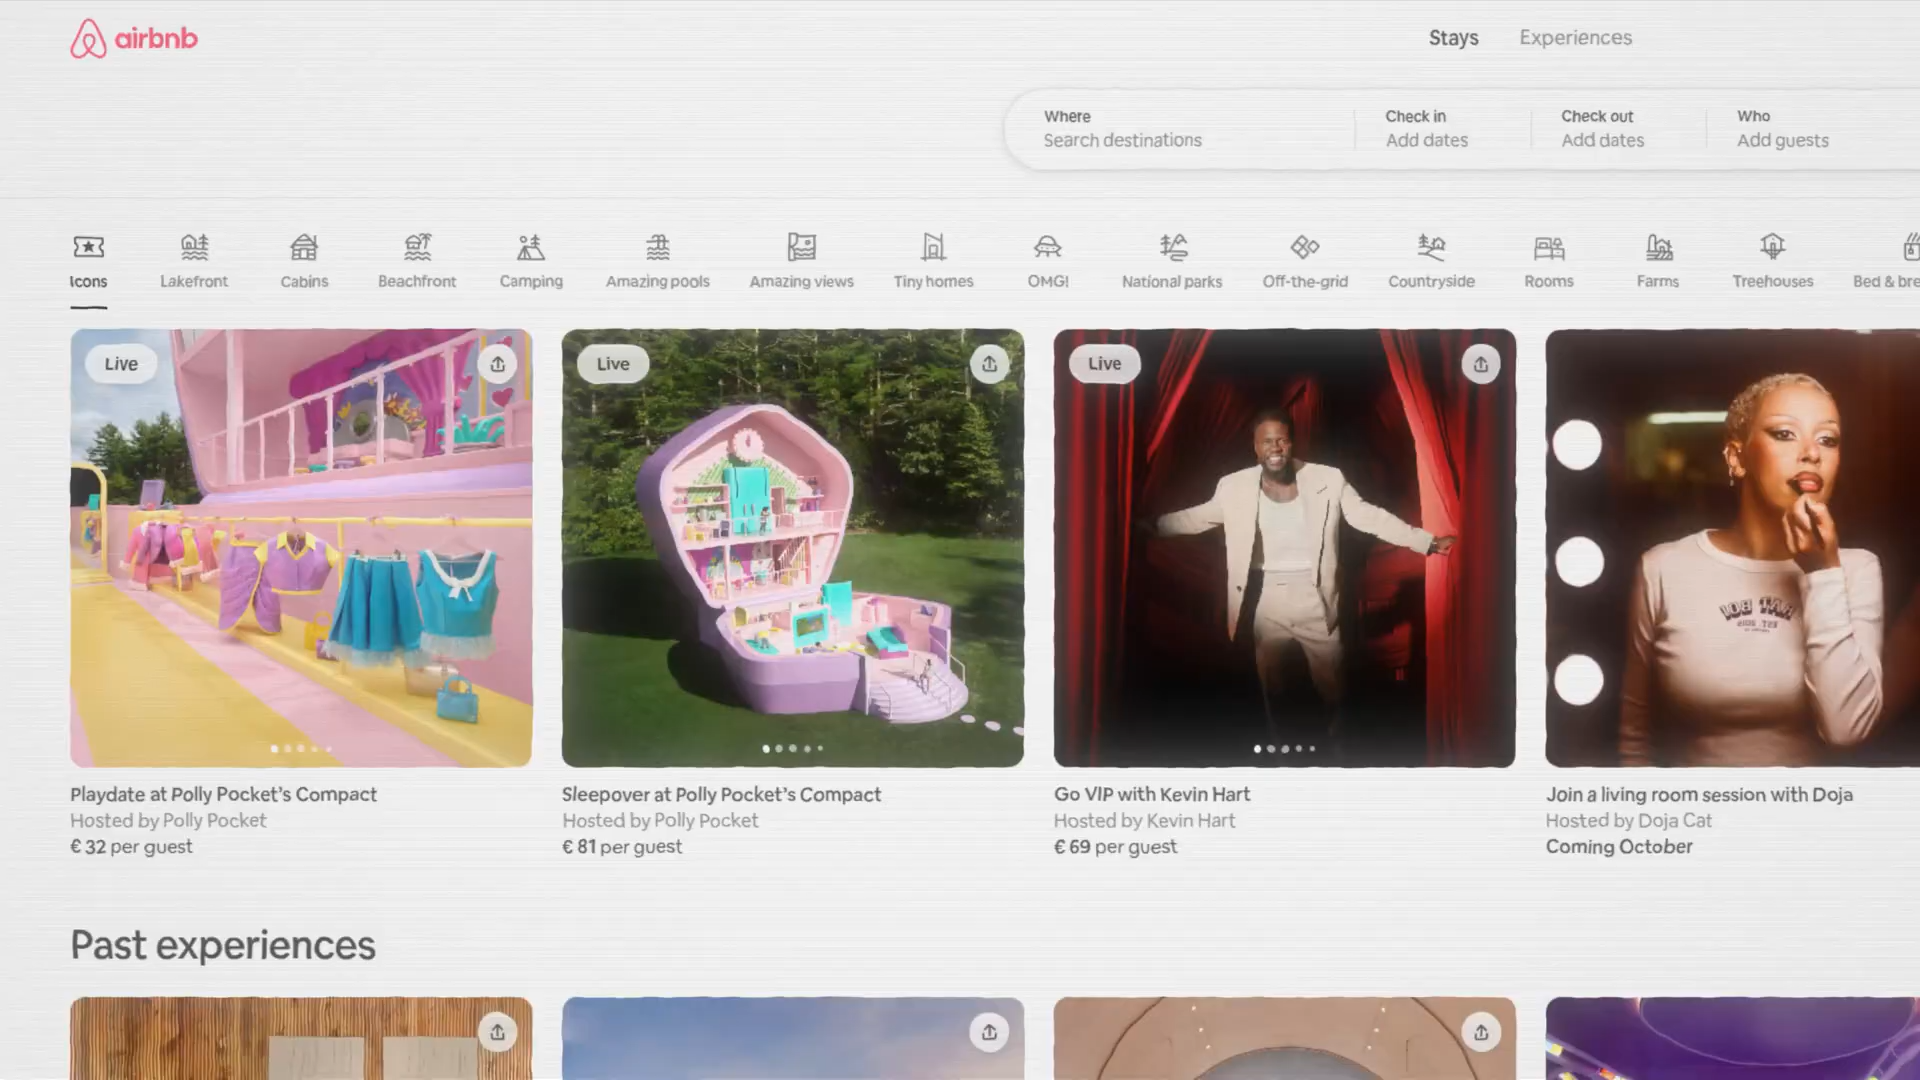 airbnb
Stays
Experiences
Where
Search destinations
Check in
Add dates
Check out
Add dates
Who
Add guests
Icons
Lakefront
Cabins
Beachfront
Camping
Amazing pools
Amazing views
Tiny homes
OMG!
National parks
Off-the-grid
Countryside
Rooms
Farms
Treehouses
Bed & bre
Live
Live
Live
Playdate at Polly Pocket's Compact
Hosted by Polly Pocket
€ 32 per guest
Sleepover at Polly Pocket's Compact
Hosted by Polly Pocket
€ 81 per guest
Go VIP with Kevin Hart
Hosted by Kevin Hart
€ 69 per guest
Join a living room session with Doja
Hosted by Doja Cat
Coming October
Past experiences